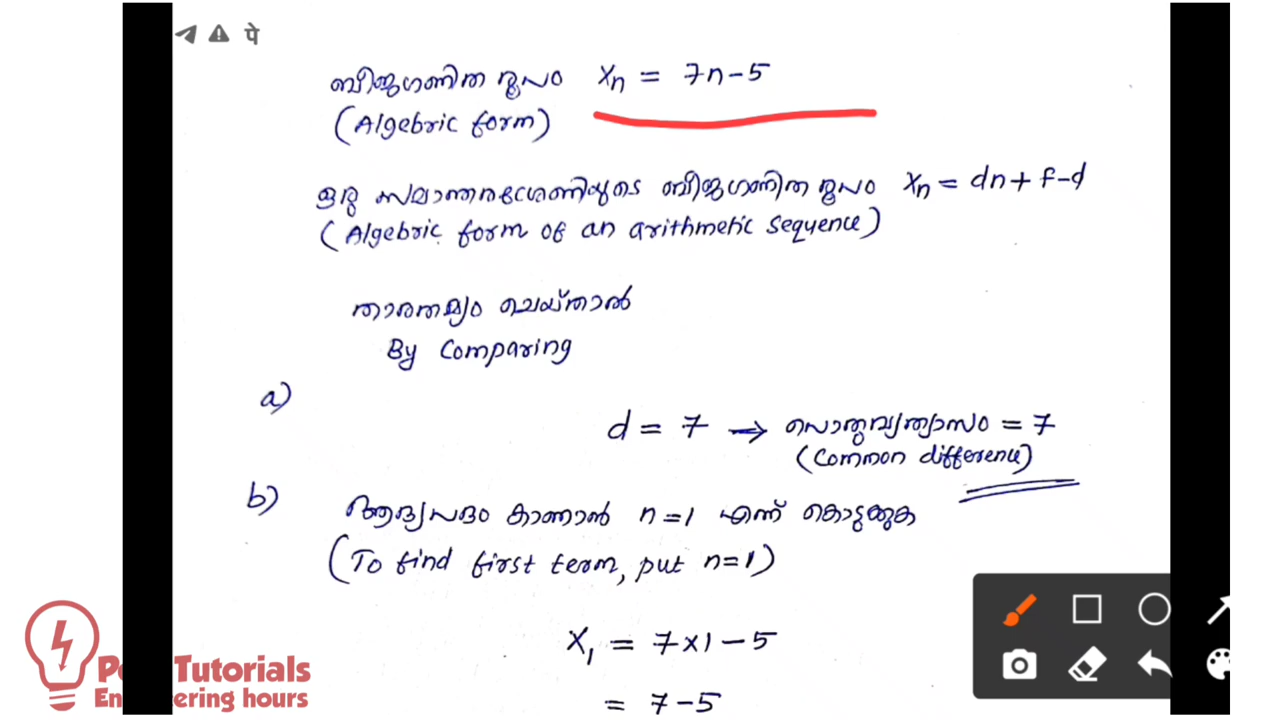 पे
ബീജഗണിത രൂപം xn = 7n-5
(Algebric form)
ഒരു സമാന്തരശ്രേണിയുടെ ബീജഗണിത രൂപം xn = dn + f-d
(Algebric form of an arithmetic sequence)
താരതമ്യം ചെയ്താൽ
By Comparing
a)
d = 7 → പൊതുവ്യത്യാസം = 7
(Common difference)
b) ആദ്യപദം കാണാൻ n=1 എന്ന് കൊടുക്കുക
(To find first term, put n=1)
x1 = 7x1 - 5
= 7-5
Tutorials
ering hours